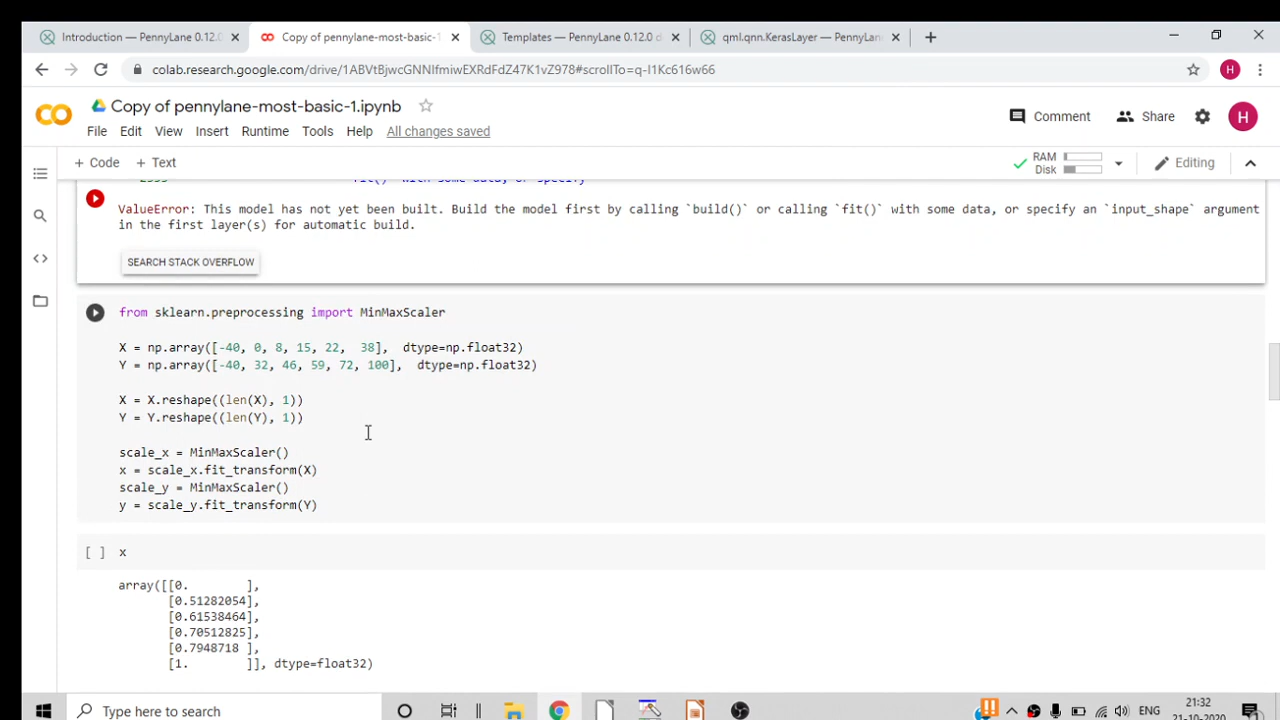 Introduction — PennyLane 0.12.0 ×
Copy of pennylane-most-basic-1 ×
Templates — PennyLane 0.12.0 d ×
qml.qnn.KerasLayer — PennyLan ×
colab.research.google.com/drive/1ABVtBjwcGNNIfmiwEXRdFdZ47K1vZ978#scrollTo=q-I1Kc616w66
H
Copy of pennylane-most-basic-1.ipynb
File Edit View Insert Runtime Tools Help All changes saved
Comment
Share
H
+ Code + Text
RAM
Disk
Editing
ValueError: This model has not yet been built. Build the model first by calling `build()` or calling `fit()` with some data, or specify an `input_shape` argument
in the first layer(s) for automatic build.
SEARCH STACK OVERFLOW
from sklearn.preprocessing import MinMaxScaler
X = np.array([-40, 0, 8, 15, 22,  38],  dtype=np.float32)
Y = np.array([-40, 32, 46, 59, 72, 100],  dtype=np.float32)
X = X.reshape((len(X), 1))
Y = Y.reshape((len(Y), 1))
scale_x = MinMaxScaler()
x = scale_x.fit_transform(X)
scale_y = MinMaxScaler()
y = scale_y.fit_transform(Y)
[ ] x
array([[0.        ],
[0.51282054],
[0.61538464],
[0.70512825],
[0.7948718 ],
[1.        ]], dtype=float32)
Type here to search
ENG
21:32
21-10-2020